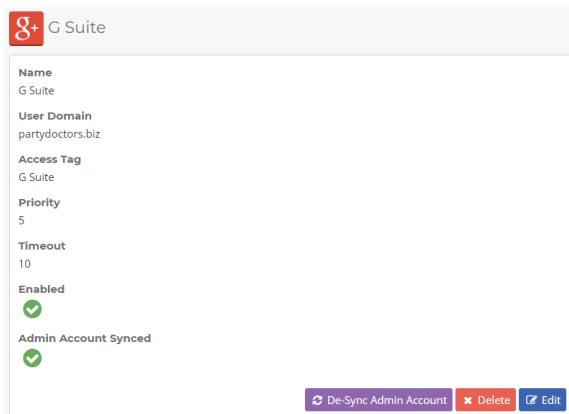 g+ G Suite
Name
G Suite
User Domain
partydoctors.biz
Access Tag
G Suite
Priority
5
Timeout
10
Enabled
Admin Account Synced
De-Sync Admin Account Delete Edit